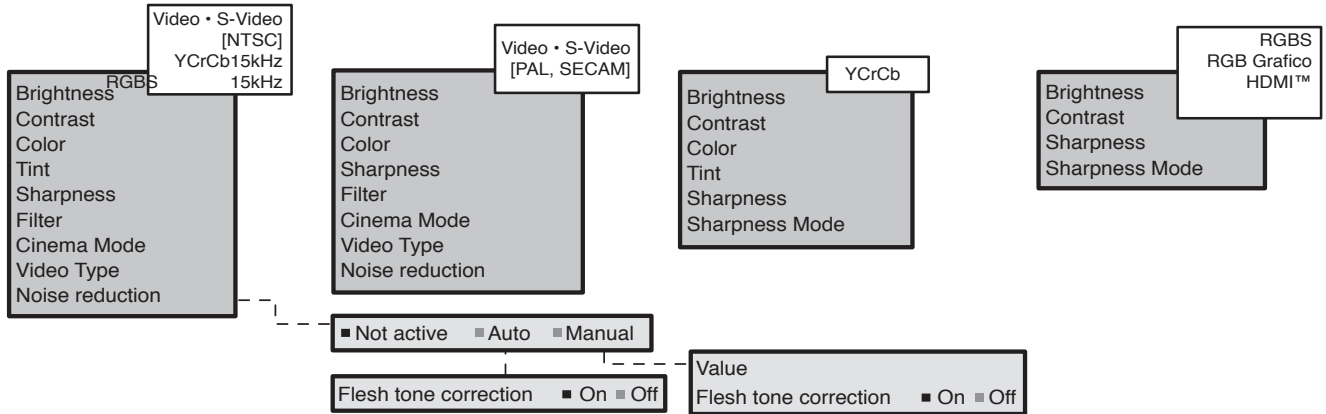 Video • S-Video
[NTSC]
YCrCb15kHz
RGBS 15kHz
Brightness
Contrast
Color
Tint
Sharpness
Filter
Cinema Mode
Video Type
Noise reduction
Video • S-Video
[PAL, SECAM]
Brightness
Contrast
Color
Sharpness
Filter
Cinema Mode
Video Type
Noise reduction
YCrCb
Brightness
Contrast
Color
Tint
Sharpness
Sharpness Mode
RGBS
RGB Grafico
HDMI™
Brightness
Contrast
Sharpness
Sharpness Mode
■ Not active ■ Auto ■ Manual
Flesh tone correction ■ On ■ Off
Value
Flesh tone correction ■ On ■ Off